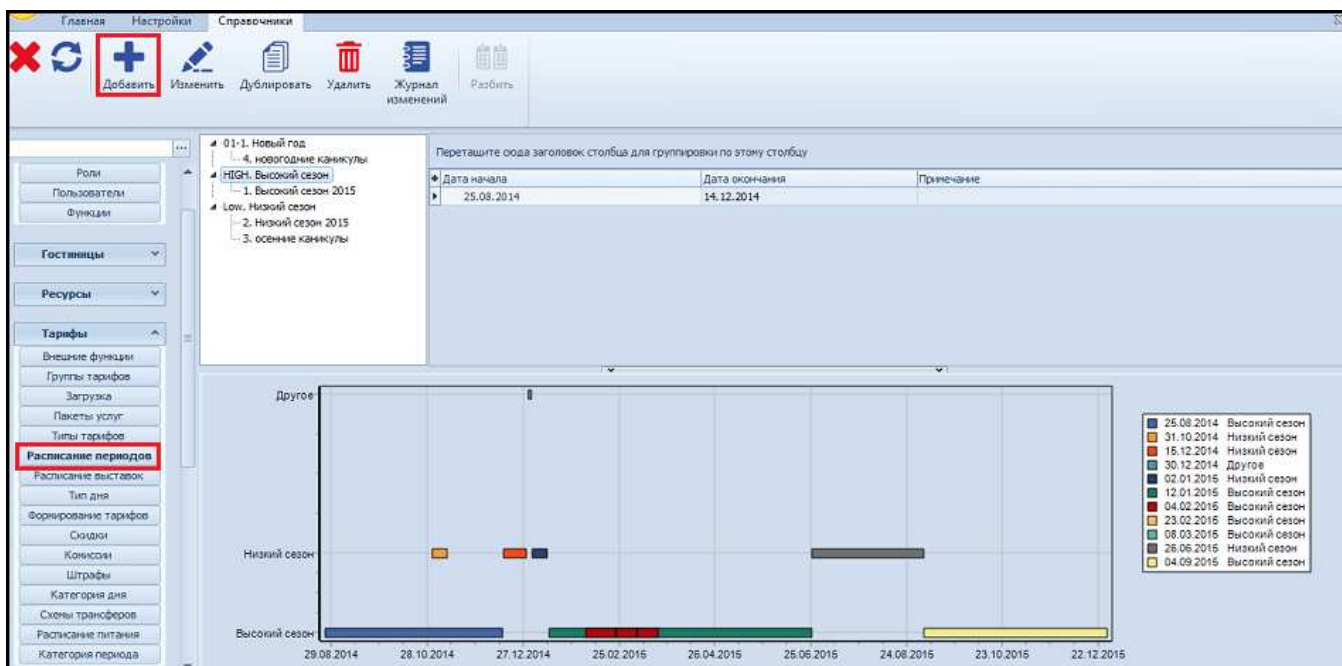 Главная Настройки Справочники
Добавить Изменить Дублировать Удалить Журнал изменений Разбить
...
Роли
Пользователи
Функции
Гостиницы
Ресурсы
Тарифы
Внешние функции
Группы тарифов
Загрузка
Пакеты услуг
Типы тарифов
Расписание периодов
Расписание выставок
Тип дня
Формирование тарифов
Скидки
Комиссии
Штрафы
Категория дня
Схемы трансферов
Расписание питания
Категория периода
01-1. Новый год
4. новогодние каникулы
HIGH. Высокий сезон
1. Высокий сезон 2015
Low. Низкий сезон
2. Низкий сезон 2015
3. осенние каникулы
Перетащите сюда заголовок столбца для группировки по этому столбцу
Дата начала Дата окончания Примечание
25.08.2014 14.12.2014
Другое
Низкий сезон
Высокий сезон
29.08.2014 28.10.2014 27.12.2014 25.02.2015 26.04.2015 25.06.2015 24.08.2015 23.10.2015 22.12.2015
25.08.2014 Высокий сезон
31.10.2014 Низкий сезон
15.12.2014 Низкий сезон
30.12.2014 Другое
02.01.2015 Низкий сезон
12.01.2015 Высокий сезон
04.02.2015 Высокий сезон
23.02.2015 Высокий сезон
08.03.2015 Высокий сезон
26.06.2015 Низкий сезон
04.09.2015 Высокий сезон